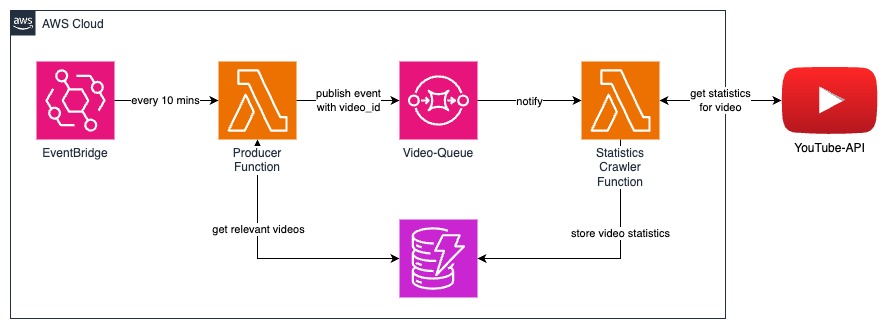 aws
AWS Cloud
every 10 mins
publish event
with video_id
notify
get statistics
for video
EventBridge
Producer
Function
Video-Queue
Statistics
Crawler
Function
YouTube-API
get relevant videos
store video statistics